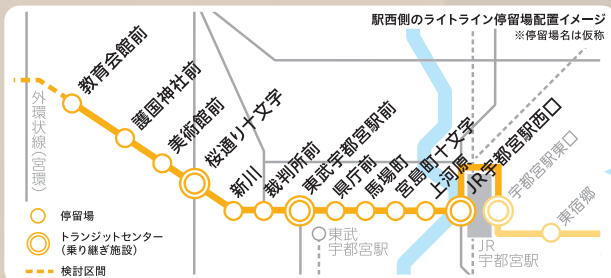 駅西側のライトライン停留場配置イメージ
※停留場名は仮称
教育会館前
護国神社前
美術館前
桜通り十文字
新川
裁判所前
東武宇都宮駅前
県庁前
馬場町
宮島町十文字
上河原
JR宇都宮駅西口
宇都宮駅東口
東宿郷
外環状線(宮環)
東武
宇都宮駅
JR
宇都宮駅
停留場
トランジットセンター
(乗り継ぎ施設)
検討区間